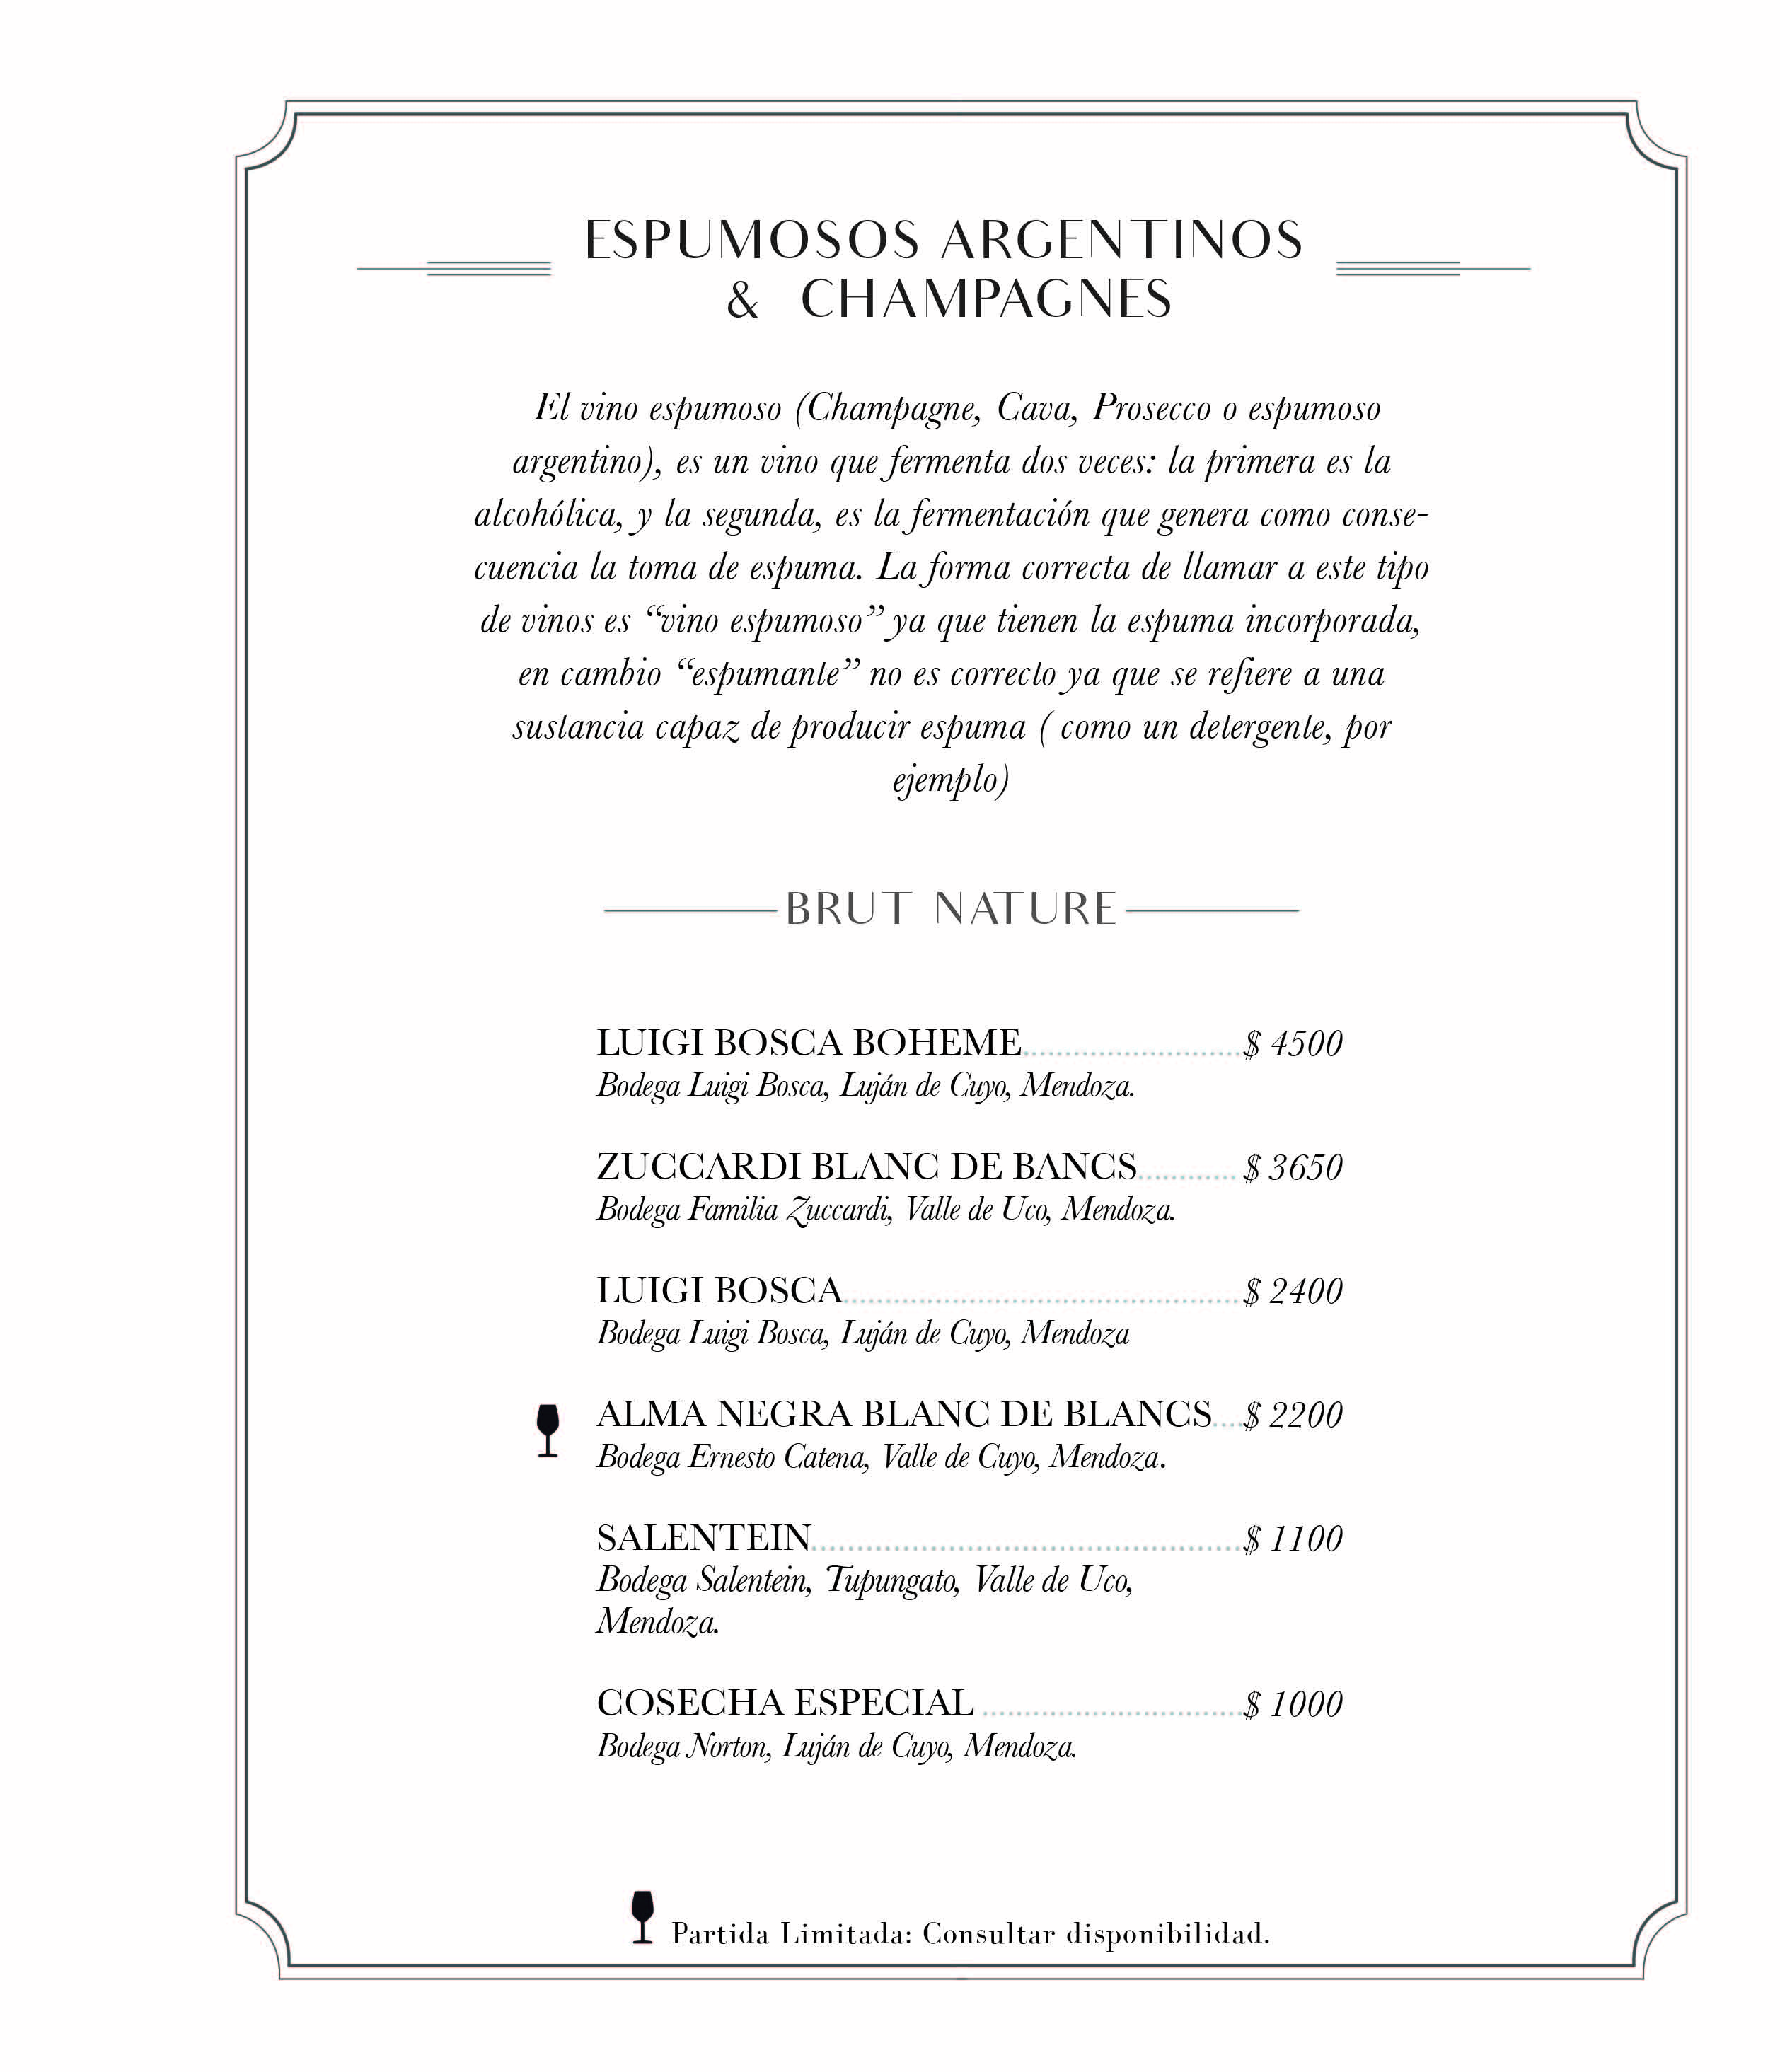 ESPUMOSOS ARGENTINOS
& CHAMPAGNES
El vino espumoso (Champagne, Cava, Prosecco o espumoso
argentino), es un vino que fermenta dos veces: la primera es la
alcohólica, y la segunda, es la fermentación que genera como conse-
cuencia la toma de espuma. La forma correcta de llamar a este tipo
de vinos es “vino espumoso” ya que tienen la espuma incorporada,
en cambio “espumante” no es correcto ya que se refiere a una
sustancia capaz de producir espuma ( como un detergente, por
ejemplo)
BRUT NATURE
LUIGI BOSCA BOHEME........................$ 4500
Bodega Luigi Bosca, Luján de Cuyo, Mendoza.
ZUCCARDI BLANC DE BANCS...........$ 3650
Bodega Familia Zuccardi, Valle de Uco, Mendoza.
LUIGI BOSCA............................................$ 2400
Bodega Luigi Bosca, Luján de Cuyo, Mendoza
ALMA NEGRA BLANC DE BLANCS...$ 2200
Bodega Ernesto Catena, Valle de Cuyo, Mendoza.
SALENTEIN................................................$ 1100
Bodega Salentein, Tupungato, Valle de Uco,
Mendoza.
COSECHA ESPECIAL .............................$ 1000
Bodega Norton, Luján de Cuyo, Mendoza.
Partida Limitada: Consultar disponibilidad.